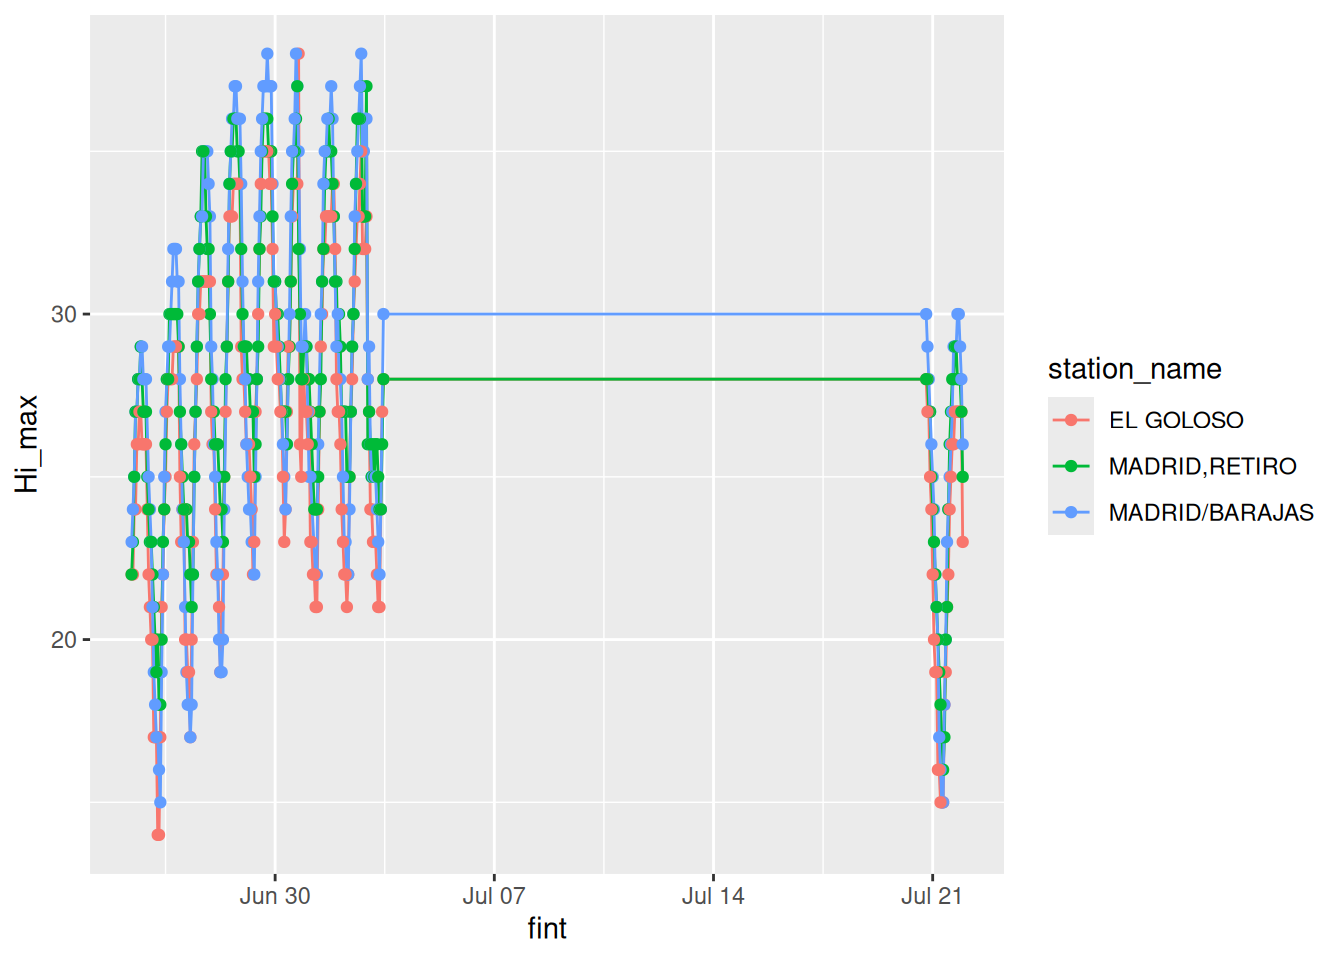 Hi_max
30
20
Jun 30
Jul 07
Jul 14
Jul 21
fint
station_name
EL GOLOSO
MADRID,RETIRO
MADRID/BARAJAS